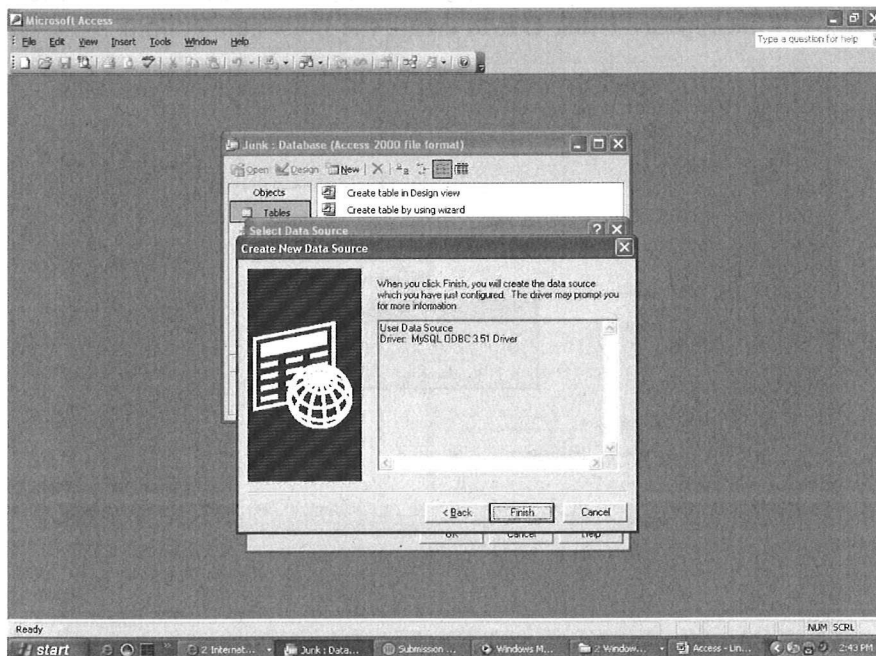 Microsoft Access
File Edit View Insert Tools Window Help
Type a question for help
Junk : Database (Access 2000 file format)
Open Design New
Objects
Create table in Design view
Tables
Create table by using wizard
Select Data Source
Create New Data Source
When you click Finish, you will create the data source
which you have just configured. The driver may prompt you
for more information.
User Data Source
Driver: MySQL ODBC 3.51 Driver
< Back Finish Cancel
OK Cancel Help
Ready
NUM SCRL
start
2 Internet...
Junk : Data...
Submission ...
Windows M...
2 Window...
Access - Lin...
2:43 PM